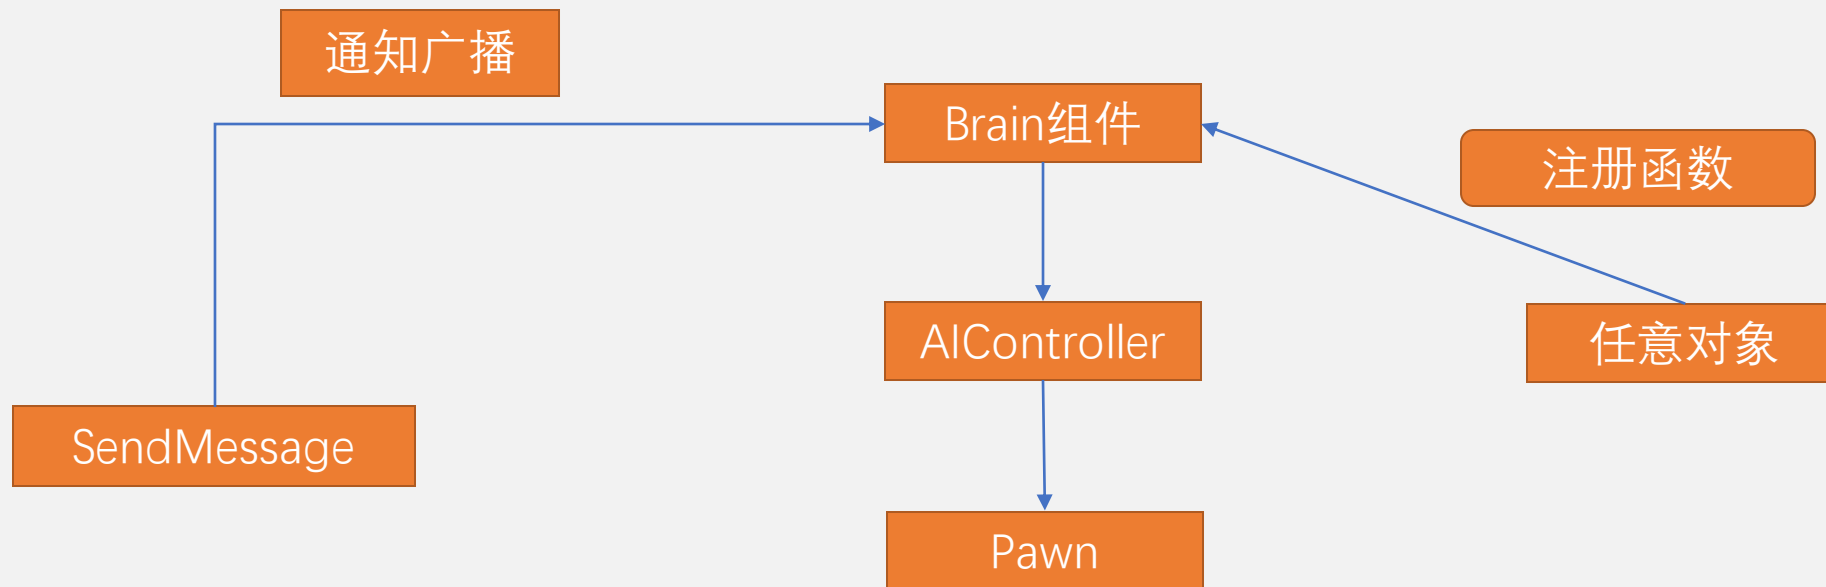 通知广播
Brain组件
注册函数
AIController
任意对象
SendMessage
Pawn